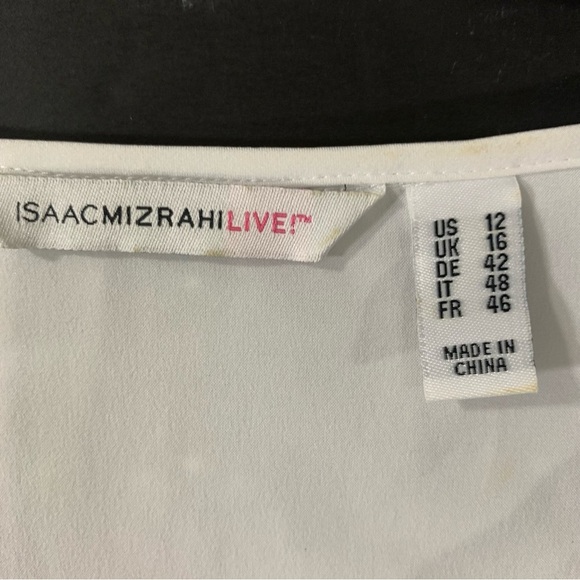 ISAACMIZRAHILIVE!™
US 12
UK 16
DE 42
IT 48
FR 46
MADE IN
CHINA